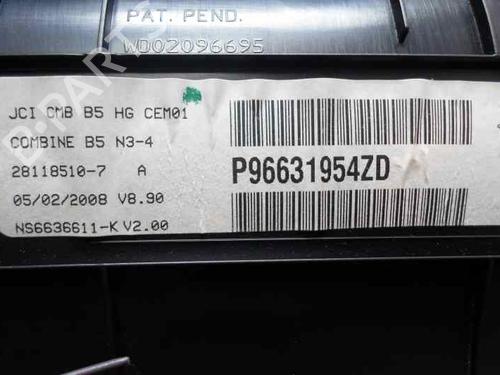 PAT. PEND.
WD02096695
JCI CMB B5 HG CEM01
COMBINE B5 N3-4
28118510-7 A
05/02/2008 V8.90
NS6636611-K V2.00
P96631954ZD
B-PARTS